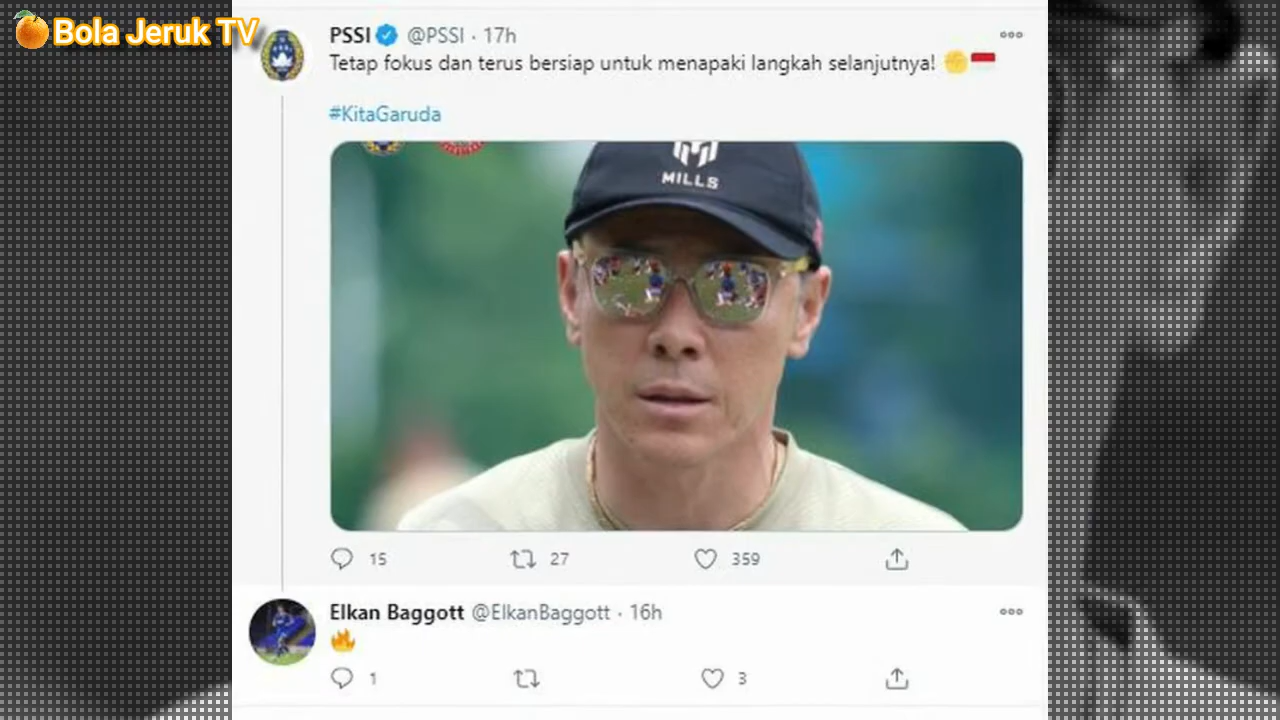 Bola Jeruk TV
PSSI @PSSI · 17h
Tetap fokus dan terus bersiap untuk menapaki langkah selanjutnya! ✊🇮🇩
#KitaGaruda
MILLS
15 27 359
Elkan Baggott @ElkanBaggott · 16h
🔥
1 3